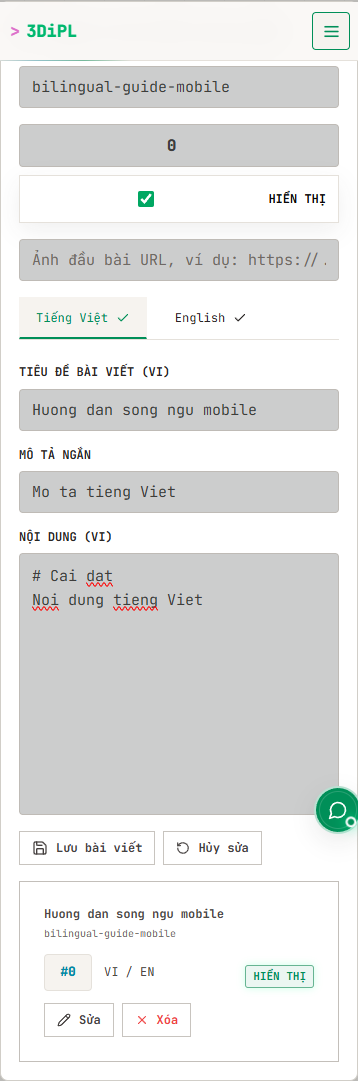 > 3DiPL
bilingual-guide-mobile
0
HIỂN THỊ
Ảnh đầu bài URL, ví dụ: https://.
Tiếng Việt
English
TIÊU ĐỀ BÀI VIẾT (VI)
Huong dan song ngu mobile
MÔ TẢ NGẮN
Mo ta tieng Viet
NỘI DUNG (VI)
# Cai dat
Noi dung tieng Viet
Lưu bài viết
Hủy sửa
Huong dan song ngu mobile
bilingual-guide-mobile
#0
VI / EN
HIỂN THỊ
Sửa
Xóa